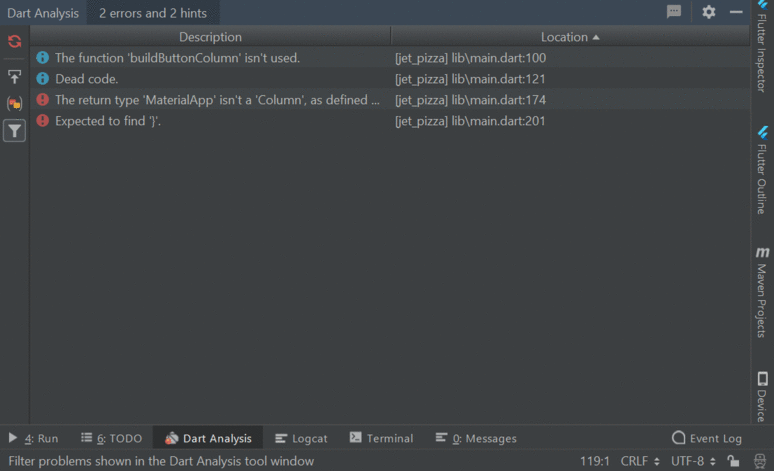 Dart Analysis 2 errors and 2 hints
Description Location
The function 'buildButtonColumn' isn't used. [jet_pizza] lib\main.dart:100
Dead code. [jet_pizza] lib\main.dart:121
The return type 'MaterialApp' isn't a 'Column', as defined ... [jet_pizza] lib\main.dart:174
Expected to find '}'. [jet_pizza] lib\main.dart:201
Flutter Inspector
Flutter Outline
m Maven Projects
Device
4: Run 6: TODO Dart Analysis Logcat Terminal 0: Messages Event Log
Filter problems shown in the Dart Analysis tool window 119:1 CRLF UTF-8